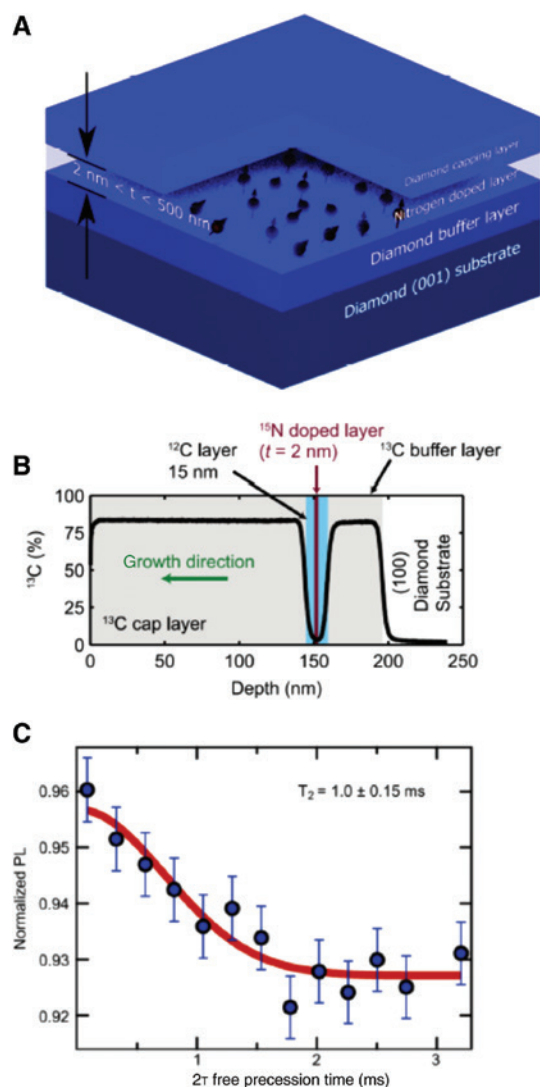 A
2 nm < t < 500 nm
Diamond capping layer
Nitrogen doped layer
Diamond buffer layer
Diamond (001) substrate
B
¹⁵N doped layer
(t = 2 nm)
¹²C layer
15 nm
¹³C buffer layer
¹³C (%)
100
75
50
25
0
Growth direction
¹³C cap layer
(100)
Diamond
Substrate
0
50
100
150
200
250
Depth (nm)
C
Normalized PL
0.96
0.95
0.94
0.93
0.92
T₂ = 1.0 ± 0.15 ms
1
2
3
2τ free precession time (ms)